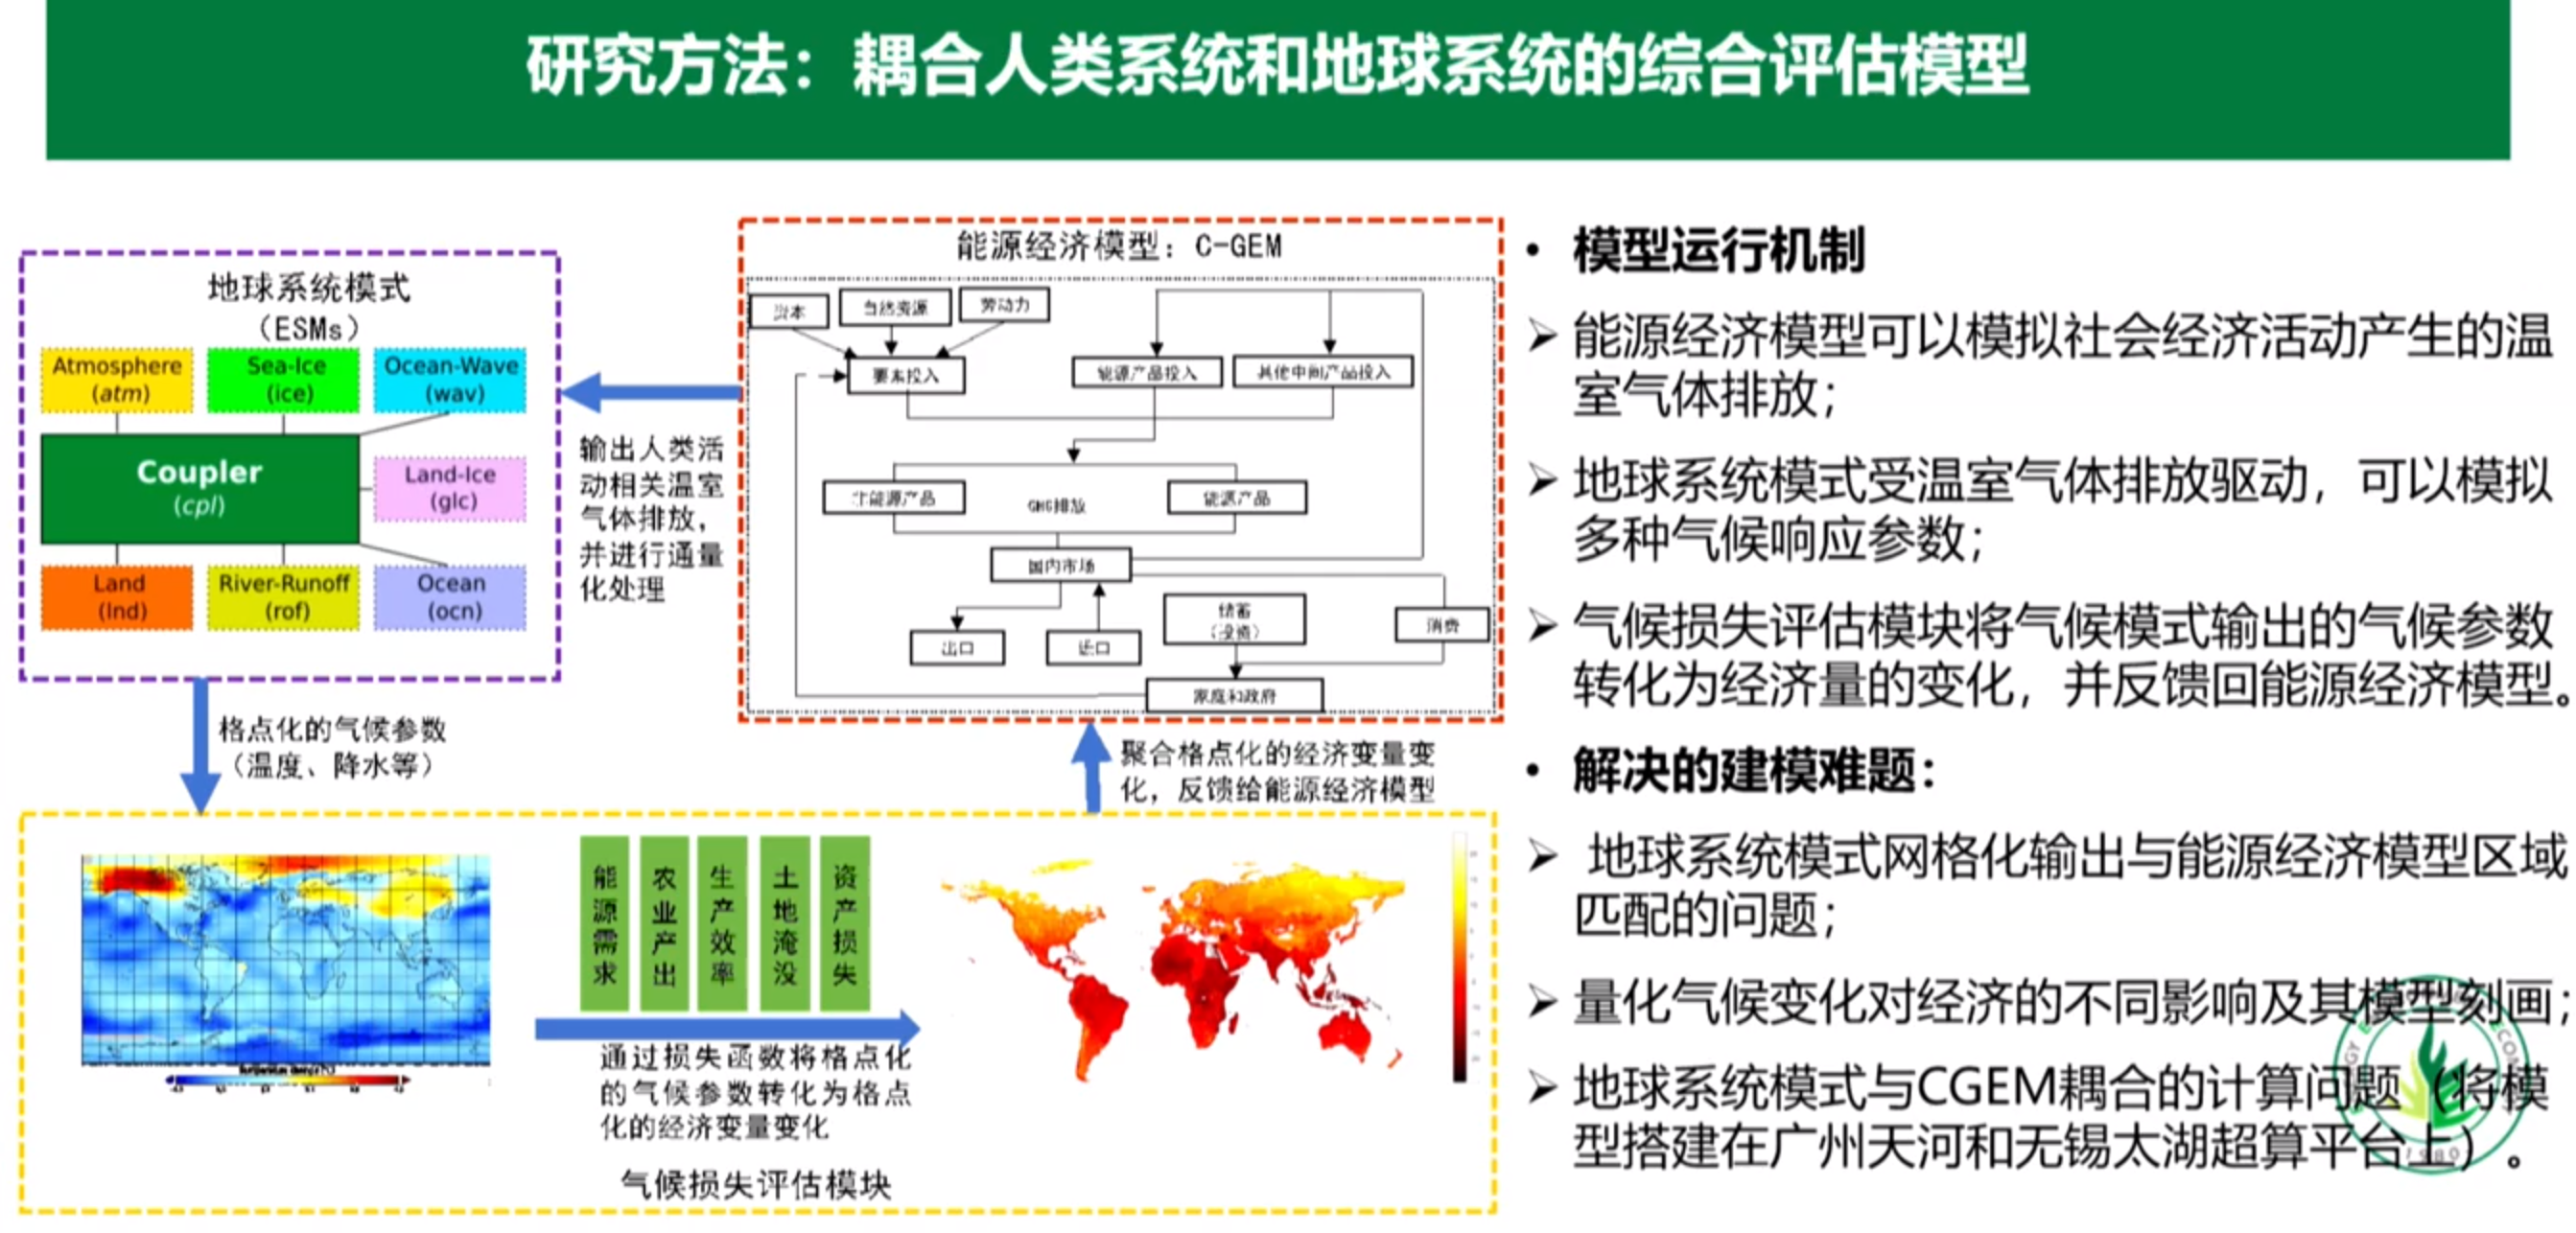 研究方法：耦合人类系统和地球系统的综合评估模型
地球系统模式
（ESMs）
Atmosphere
(atm)
Sea-Ice
(ice)
Ocean-Wave
(wav)
Coupler
(cpl)
Land-Ice
(glc)
Land
(lnd)
River-Runoff
(rof)
Ocean
(ocn)
输出人类活
动相关温室
气体排放，
并进行通量
化处理
能源经济模型：C-GEM
资本
自然资源
劳动力
要素投入
能源产品投入
其他中间产品投入
非能源产品
GHG排放
能源产品
国内市场
出口
进口
储蓄
（投资）
消费
家庭和政府
格点化的气候参数
（温度、降水等）
聚合格点化的经济变量变
化，反馈给能源经济模型
能源需求
农业产出
生产效率
土地淹没
资产损失
通过损失函数将格点化
的气候参数转化为格点
化的经济变量变化
气候损失评估模块
• 模型运行机制
➢ 能源经济模型可以模拟社会经济活动产生的温
室气体排放；
➢ 地球系统模式受温室气体排放驱动，可以模拟
多种气候响应参数；
➢ 气候损失评估模块将气候模式输出的气候参数
转化为经济量的变化，并反馈回能源经济模型。
• 解决的建模难题：
➢ 地球系统模式网格化输出与能源经济模型区域
匹配的问题；
➢ 量化气候变化对经济的不同影响及其模型刻画；
➢ 地球系统模式与CGEM耦合的计算问题（将模
型搭建在广州天河和无锡太湖超算平台上）。
1980